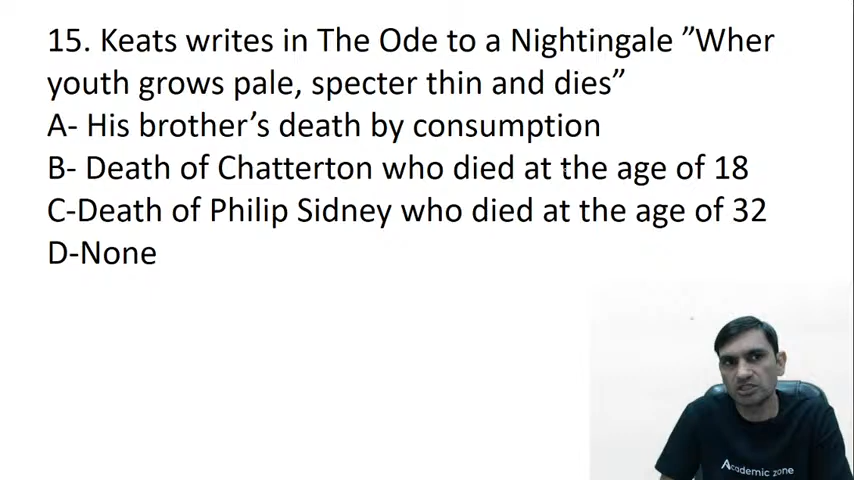 15. Keats writes in The Ode to a Nightingale ”Wher
youth grows pale, specter thin and dies”
A- His brother’s death by consumption
B- Death of Chatterton who died at the age of 18
C-Death of Philip Sidney who died at the age of 32
D-None
Academic zone